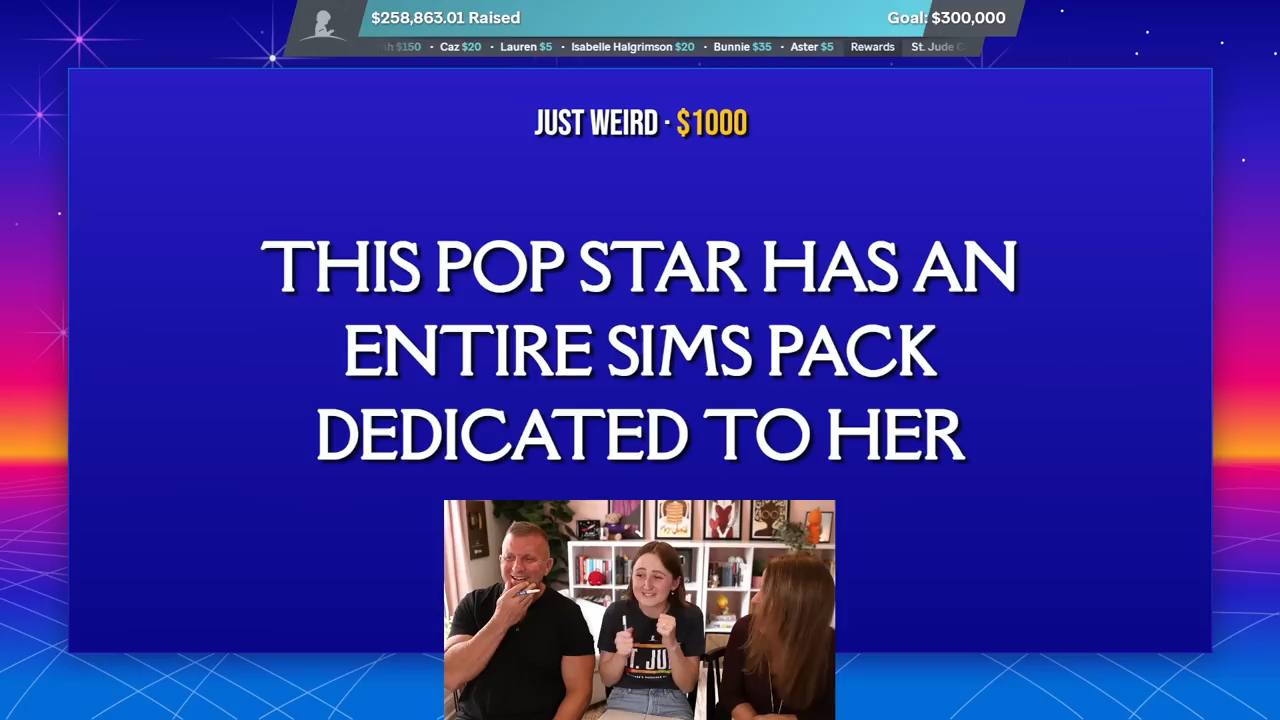 $258,863.01 Raised
Goal: $300,000
$150 · Caz $20 · Lauren $5 · Isabelle Halgrimson $20 · Bunnie $35 · Aster $5 Rewards St. Jude
JUST WEIRD · $1000
THIS POP STAR HAS AN
ENTIRE SIMS PACK
DEDICATED TO HER